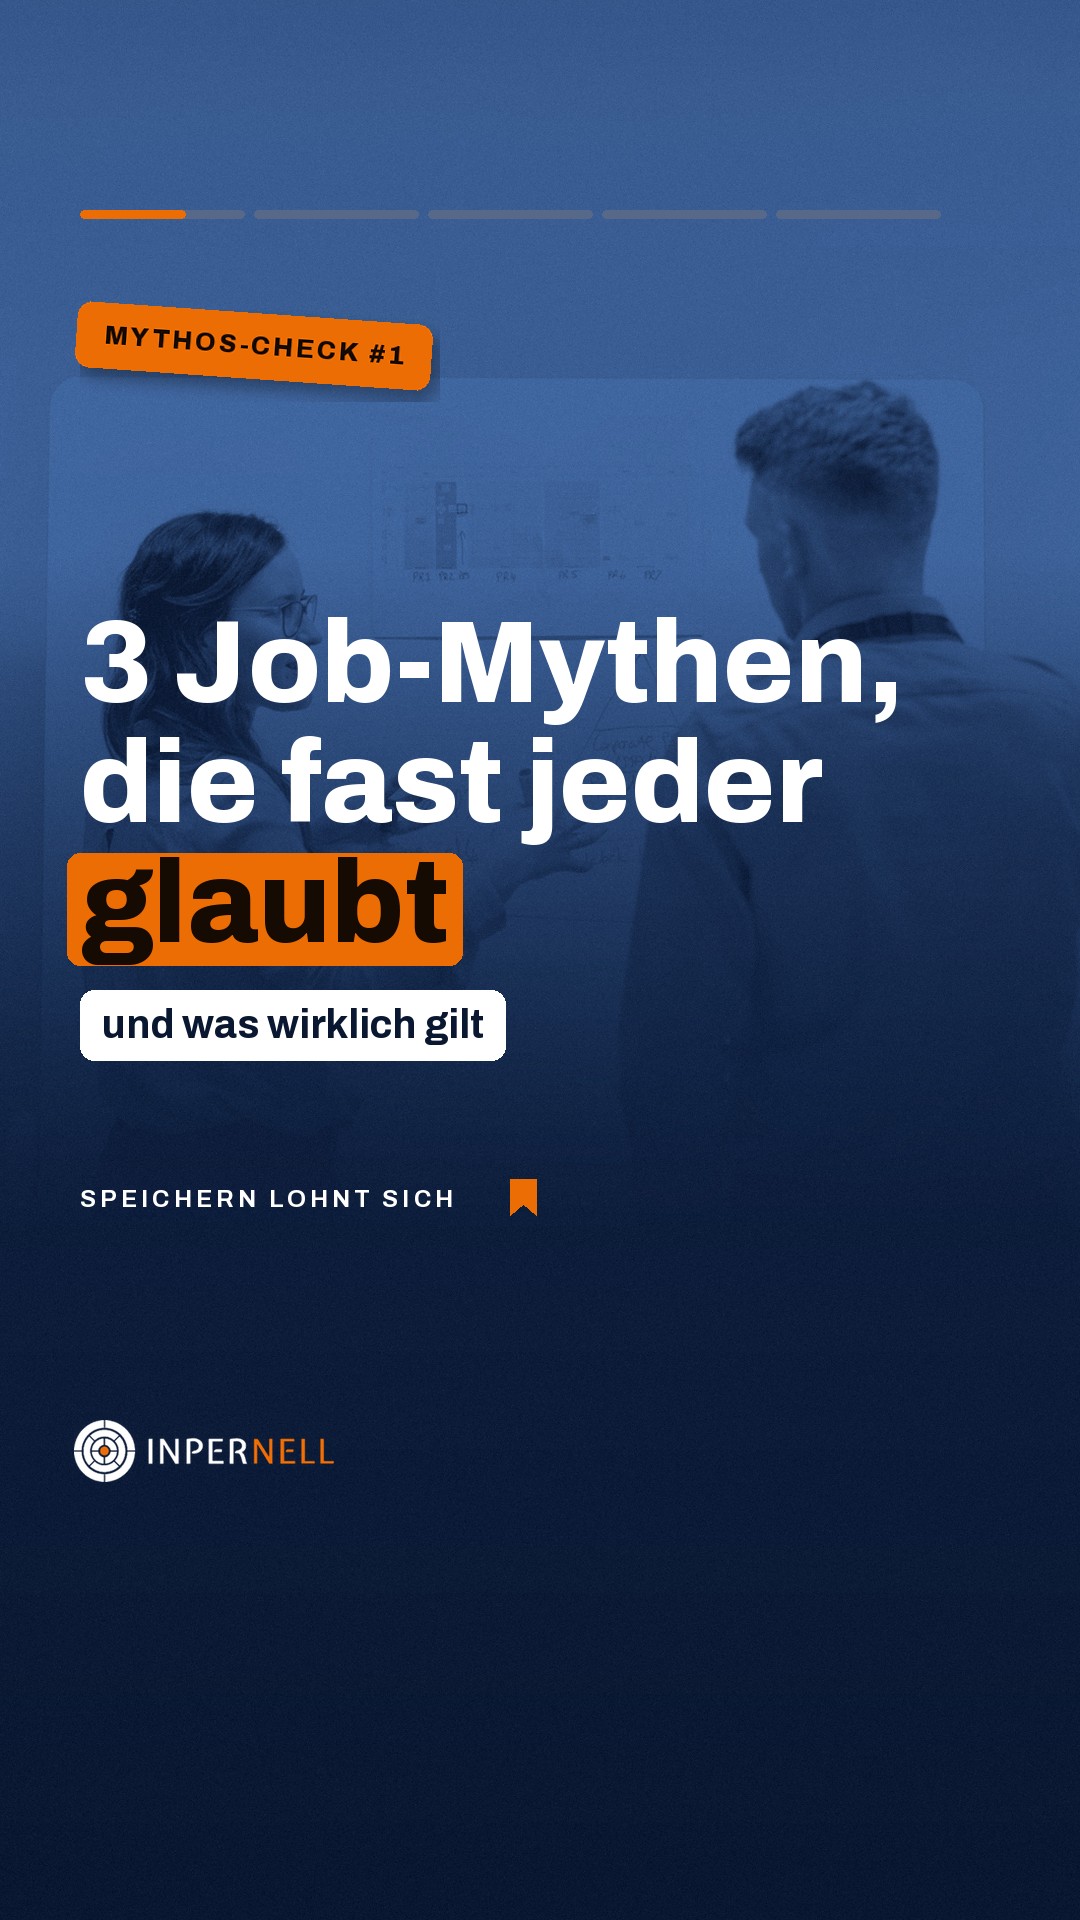 MYTHOS-CHECK #1
3 Job-Mythen,
die fast jeder
glaubt
und was wirklich gilt
SPEICHERN LOHNT SICH
INPERNELL